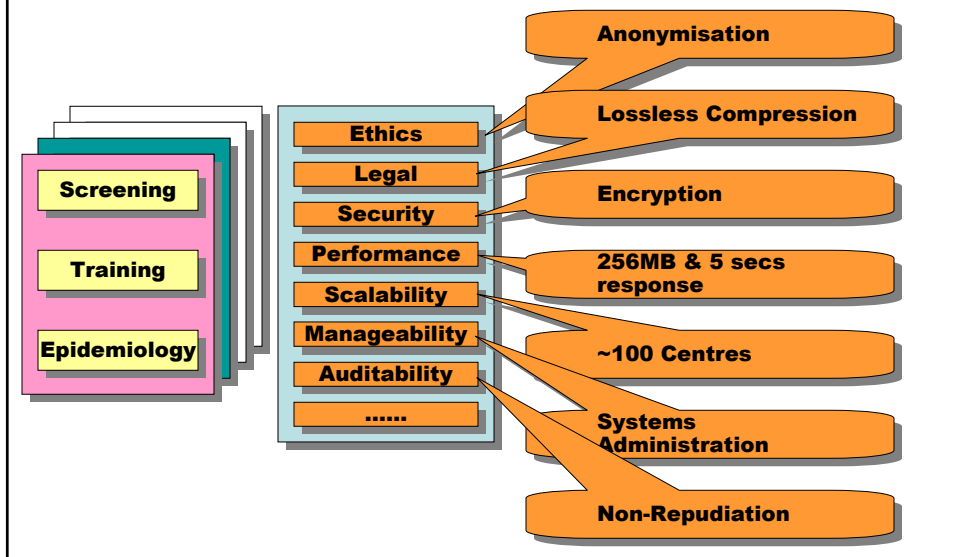 Screening
Training
Epidemiology
Ethics
Legal
Security
Performance
Scalability
Manageability
Auditability
......
Anonymisation
Lossless Compression
Encryption
256MB & 5 secs
response
~100 Centres
Systems
Administration
Non-Repudiation